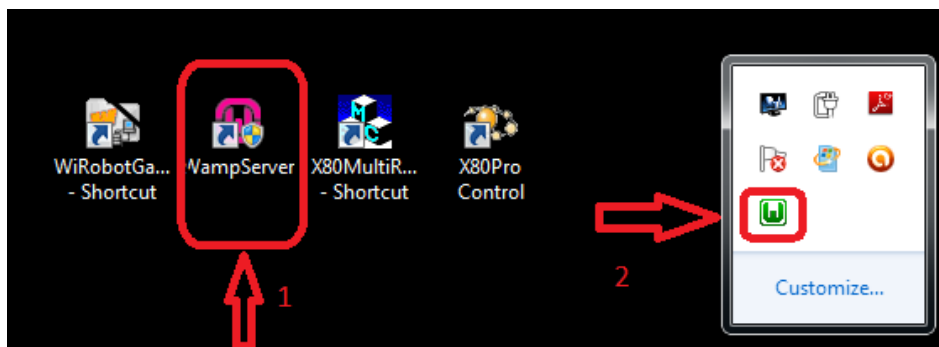 WiRobotGa...
- Shortcut
WampServer
X80MultiR...
- Shortcut
X80Pro
Control
1
2
Customize...